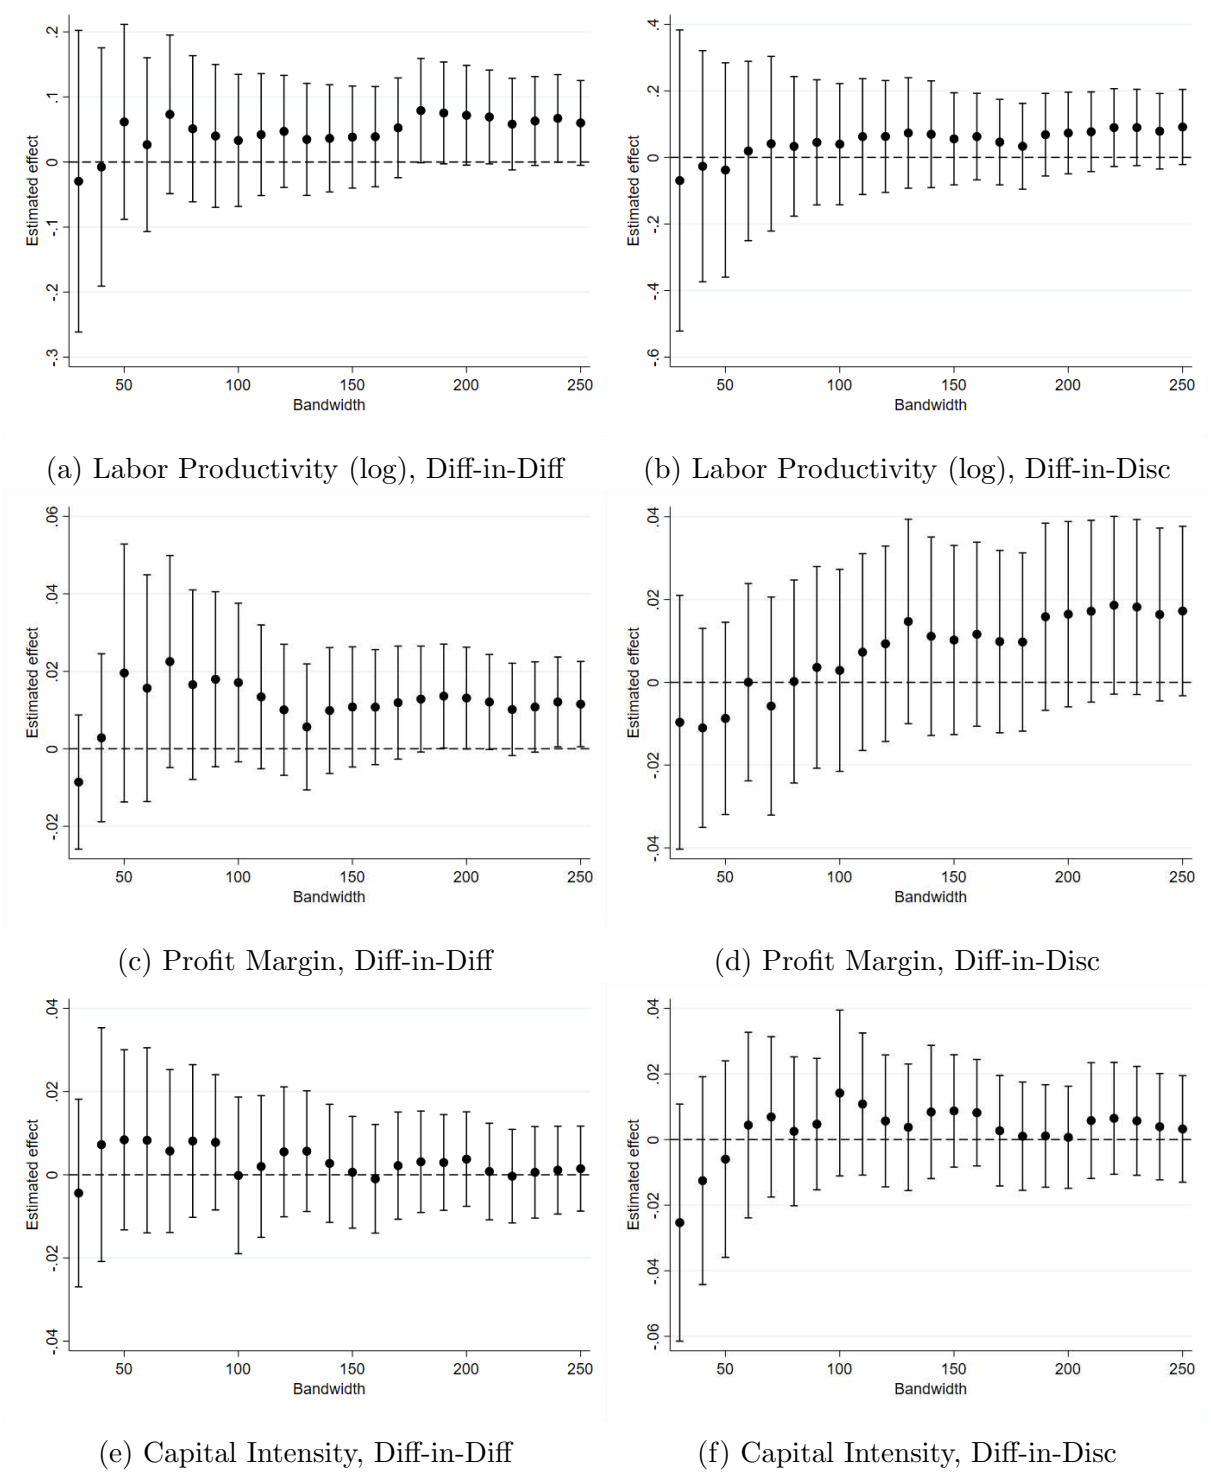 .2
.1
0
-.1
-.2
-.3
Estimated effect
50 100 150 200 250
Bandwidth
(a) Labor Productivity (log), Diff-in-Diff
.4
.2
0
-.2
-.4
-.6
Estimated effect
50 100 150 200 250
Bandwidth
(b) Labor Productivity (log), Diff-in-Disc
.06
.04
.02
0
-.02
Estimated effect
50 100 150 200 250
Bandwidth
(c) Profit Margin, Diff-in-Diff
.04
.02
0
-.02
-.04
Estimated effect
50 100 150 200 250
Bandwidth
(d) Profit Margin, Diff-in-Disc
.04
.02
0
-.02
-.04
Estimated effect
50 100 150 200 250
Bandwidth
(e) Capital Intensity, Diff-in-Diff
.04
.02
0
-.02
-.04
-.06
Estimated effect
50 100 150 200 250
Bandwidth
(f) Capital Intensity, Diff-in-Disc